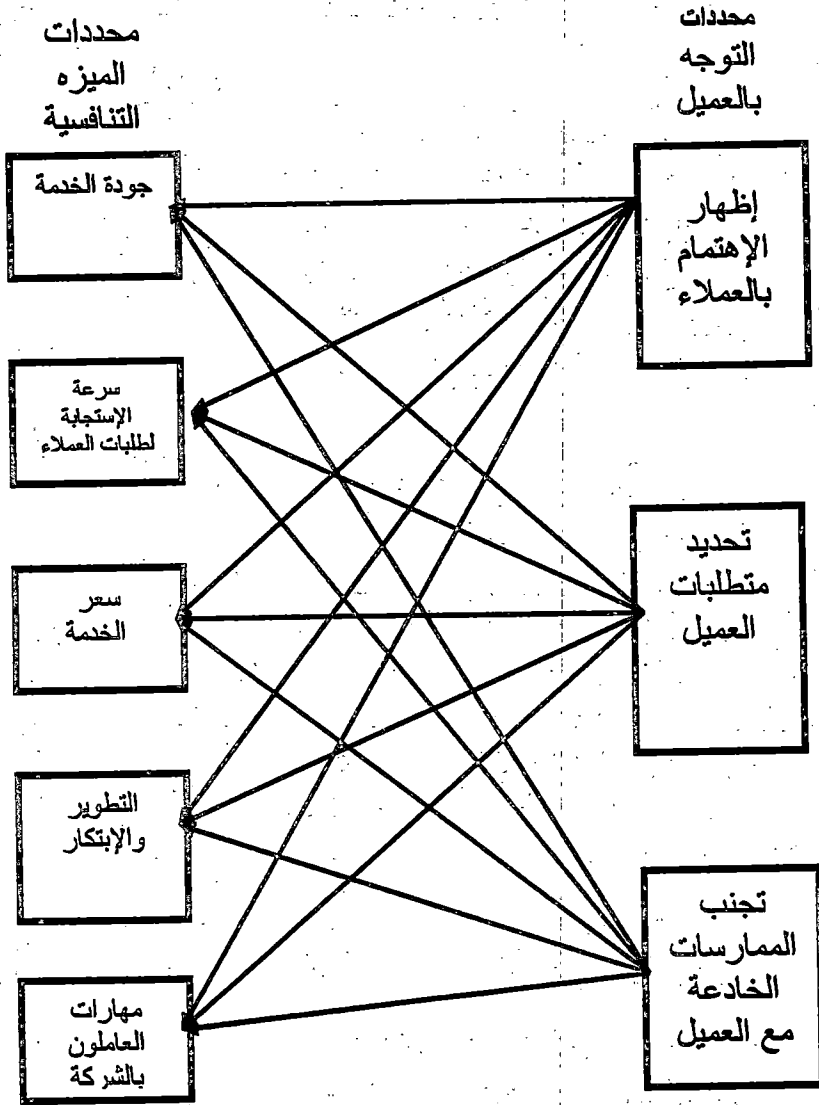 محددات
التوجه
بالعميل
إظهار
الإهتمام
بالعملاء
تحديد
متطلبات
العميل
تجنب
الممارسات
الخادعة
مع العميل
محددات
الميزه
التنافسية
جودة الخدمة
سرعة
الإستجابة
لطلبات العملاء
سعر
الخدمة
التطوير
والإبتكار
مهارات
العاملون
بالشركة